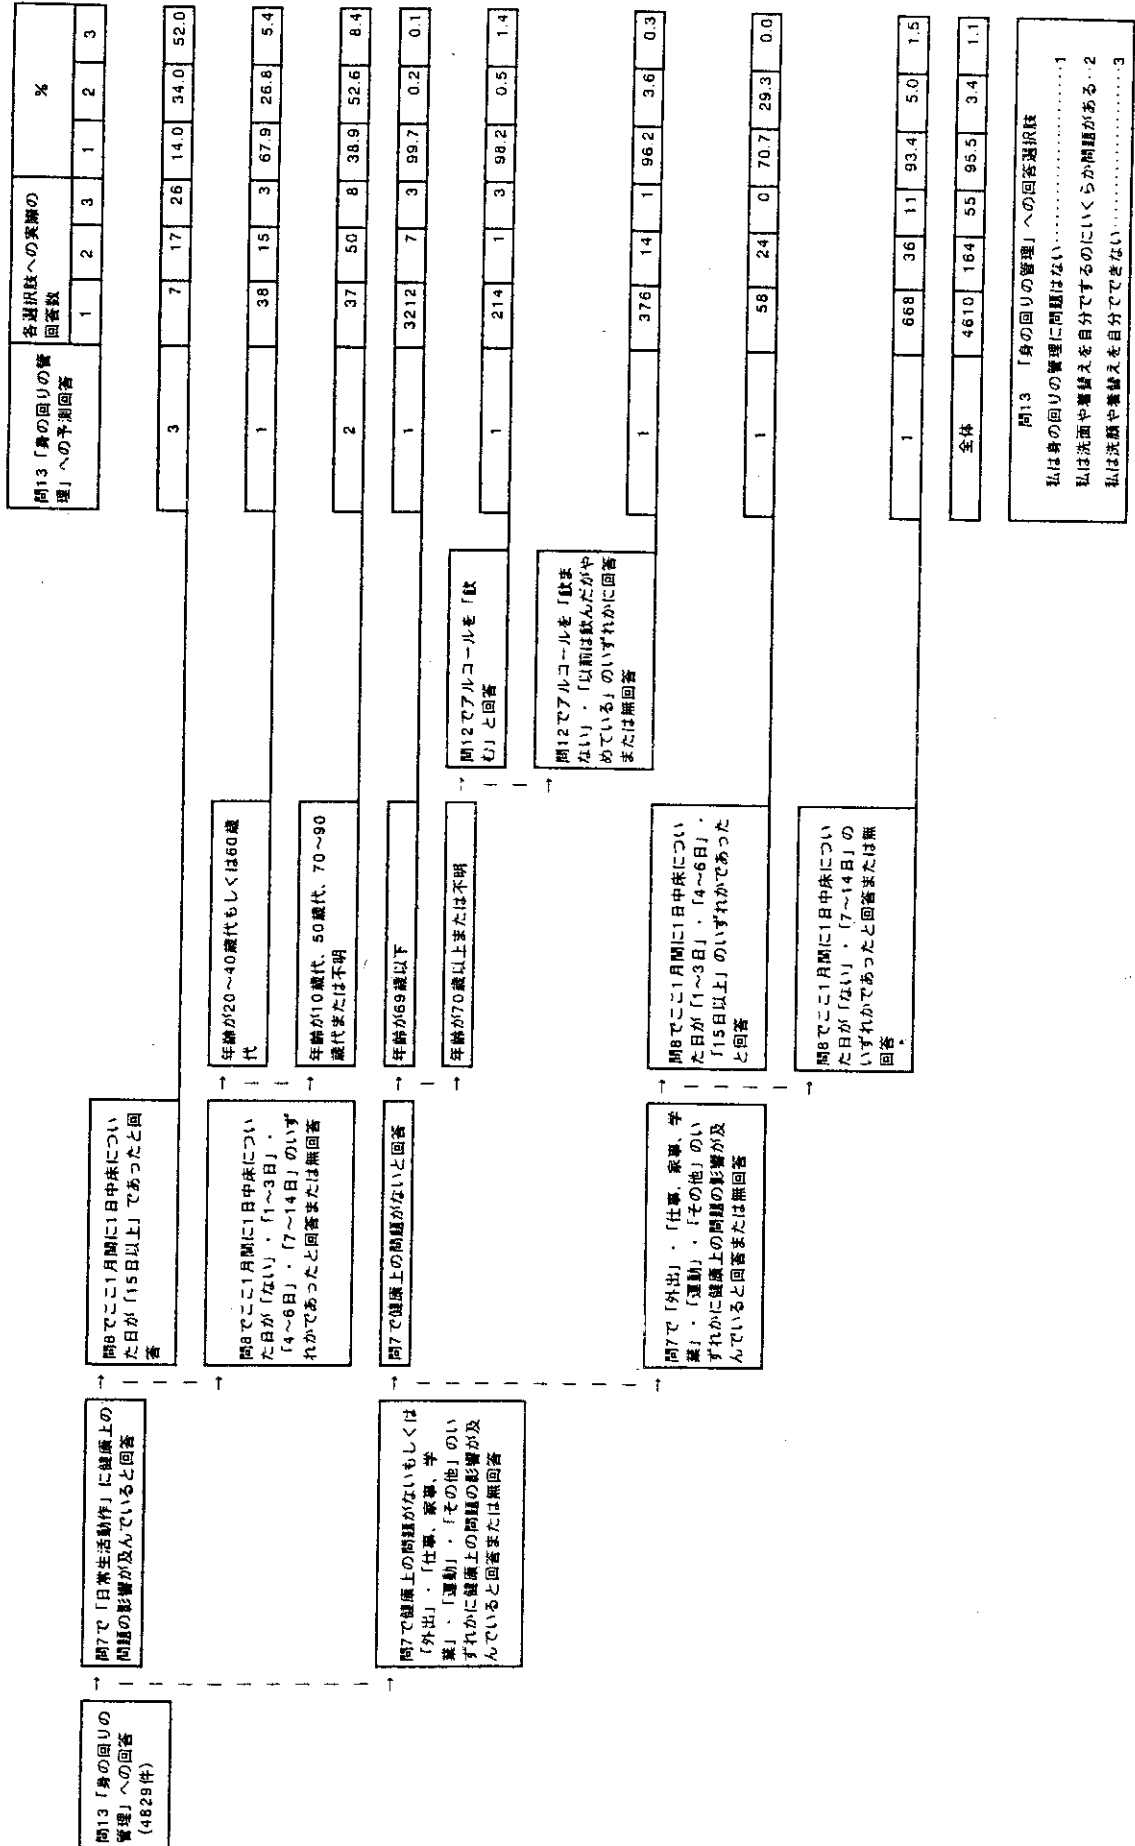 問13「身の回りの
管理」への回答
(4829件)
問7で「日常生活動作」に健康上の
問題の影響が及んでいると回答
問7で健康上の問題がないもしくは
「外出」・「仕事、家事、学
業」・「運動」・「その他」のい
ずれかに健康上の問題の影響が及
んでいると回答または無回答
問8でここ1月間に1日中床につい
た日が「15日以上」であったと回
答
問8でここ1月間に1日中床につい
た日が「ない」・「1〜3日」・
「4〜6日」・「7〜14日」のいず
れかであったと回答または無回答
問7で健康上の問題がないと回答
問7で「外出」・「仕事、家事、学
業」・「運動」・「その他」のい
ずれかに健康上の問題の影響が及
んでいると回答または無回答
年齢が20〜40歳代もしくは60歳
代
年齢が10歳代、50歳代、70〜90
歳代または不明
年齢が69歳以下
年齢が70歳以上または不明
問8でここ1月間に1日中床につい
た日が「1〜3日」・「4〜6日」・
「15日以上」のいずれかであった
と回答
問8でここ1月間に1日中床につい
た日が「ない」・「7〜14日」の
いずれかであったと回答または無
回答
問12でアルコールを「飲
む」と回答
問12でアルコールを「飲ま
ない」・「以前は飲んだがや
めている」のいずれかに回答
または無回答
問13「身の回りの管
理」への予測回答
各選択肢への実際の
回答数
%
1 2 3 1 2 3
3 7 17 26 14.0 34.0 52.0
1 38 15 3 67.9 26.8 5.4
2 37 50 8 38.9 52.6 8.4
1 3212 7 3 99.7 0.2 0.1
1 214 1 3 98.2 0.5 1.4
1 376 14 1 96.2 3.6 0.3
1 58 24 0 70.7 29.3 0.0
1 668 36 11 93.4 5.0 1.5
全体 4610 164 55 95.5 3.4 1.1
問13 「身の回りの管理」への回答選択肢
私は身の回りの管理に問題はない……………………1
私は洗面や着替えを自分でするのにいくらか問題がある‥2
私は洗顔や着替えを自分でできない………………3